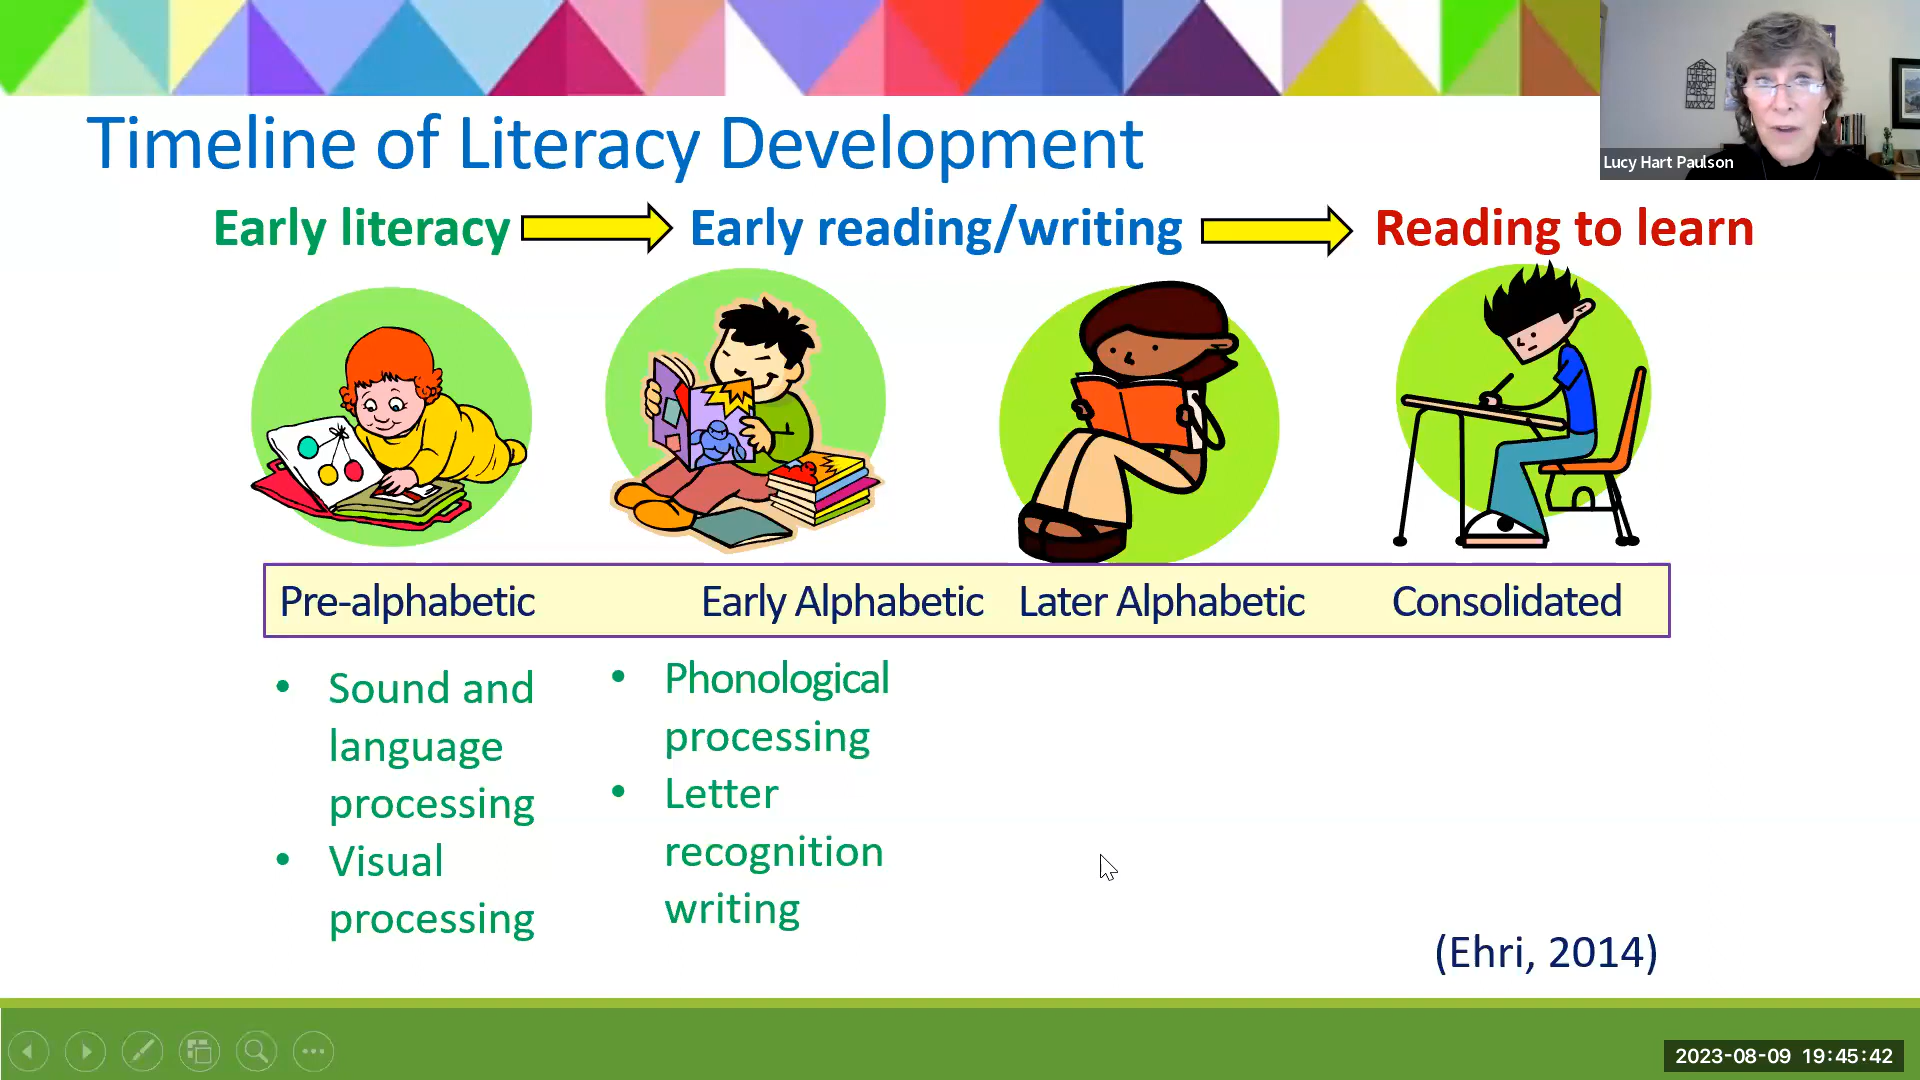 Timeline of Literacy Development
Lucy Hart Paulson
Early literacy Early reading/writing Reading to learn
Pre-alphabetic Early Alphabetic Later Alphabetic Consolidated
• Sound and
language
processing
• Visual
processing
• Phonological
processing
• Letter
recognition
writing
(Ehri, 2014)
2023-08-09 19:45:42